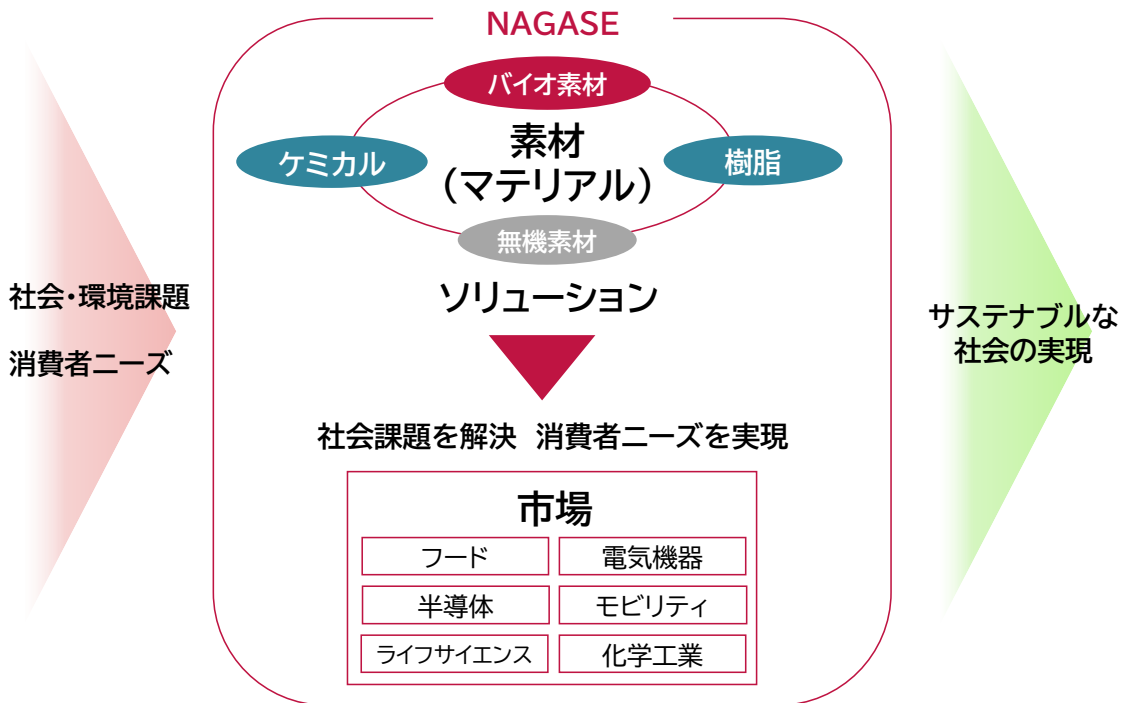 NAGASE
バイオ素材
ケミカル
素材
(マテリアル)
樹脂
無機素材
ソリューション
社会・環境課題
消費者ニーズ
社会課題を解決 消費者ニーズを実現
市場
フード
電気機器
半導体
モビリティ
ライフサイエンス
化学工業
サステナブルな
社会の実現